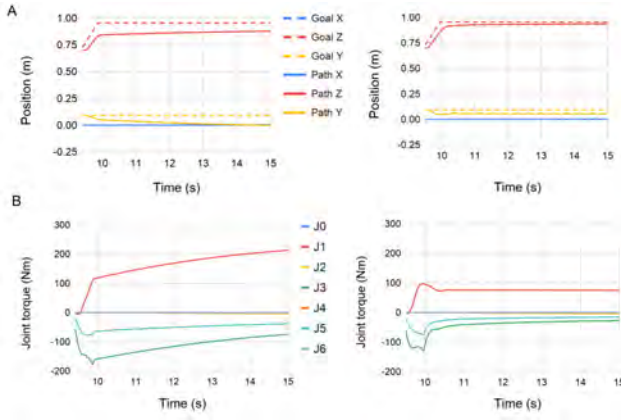 A
Position (m)
1.00
0.75
0.50
0.25
0.00
-0.25
10
11
12
13
14
15
Time (s)
Goal X
Goal Z
Goal Y
Path X
Path Z
Path Y
Position (m)
1.00
0.75
0.50
0.25
0.00
-0.25
10
11
12
13
14
15
Time (s)
B
Joint torque (Nm)
300
200
100
0
-100
-200
10
11
12
13
14
15
Time (s)
J0
J1
J2
J3
J4
J5
J6
Joint torque (Nm)
300
200
100
0
-100
-200
10
11
12
13
14
15
Time (s)